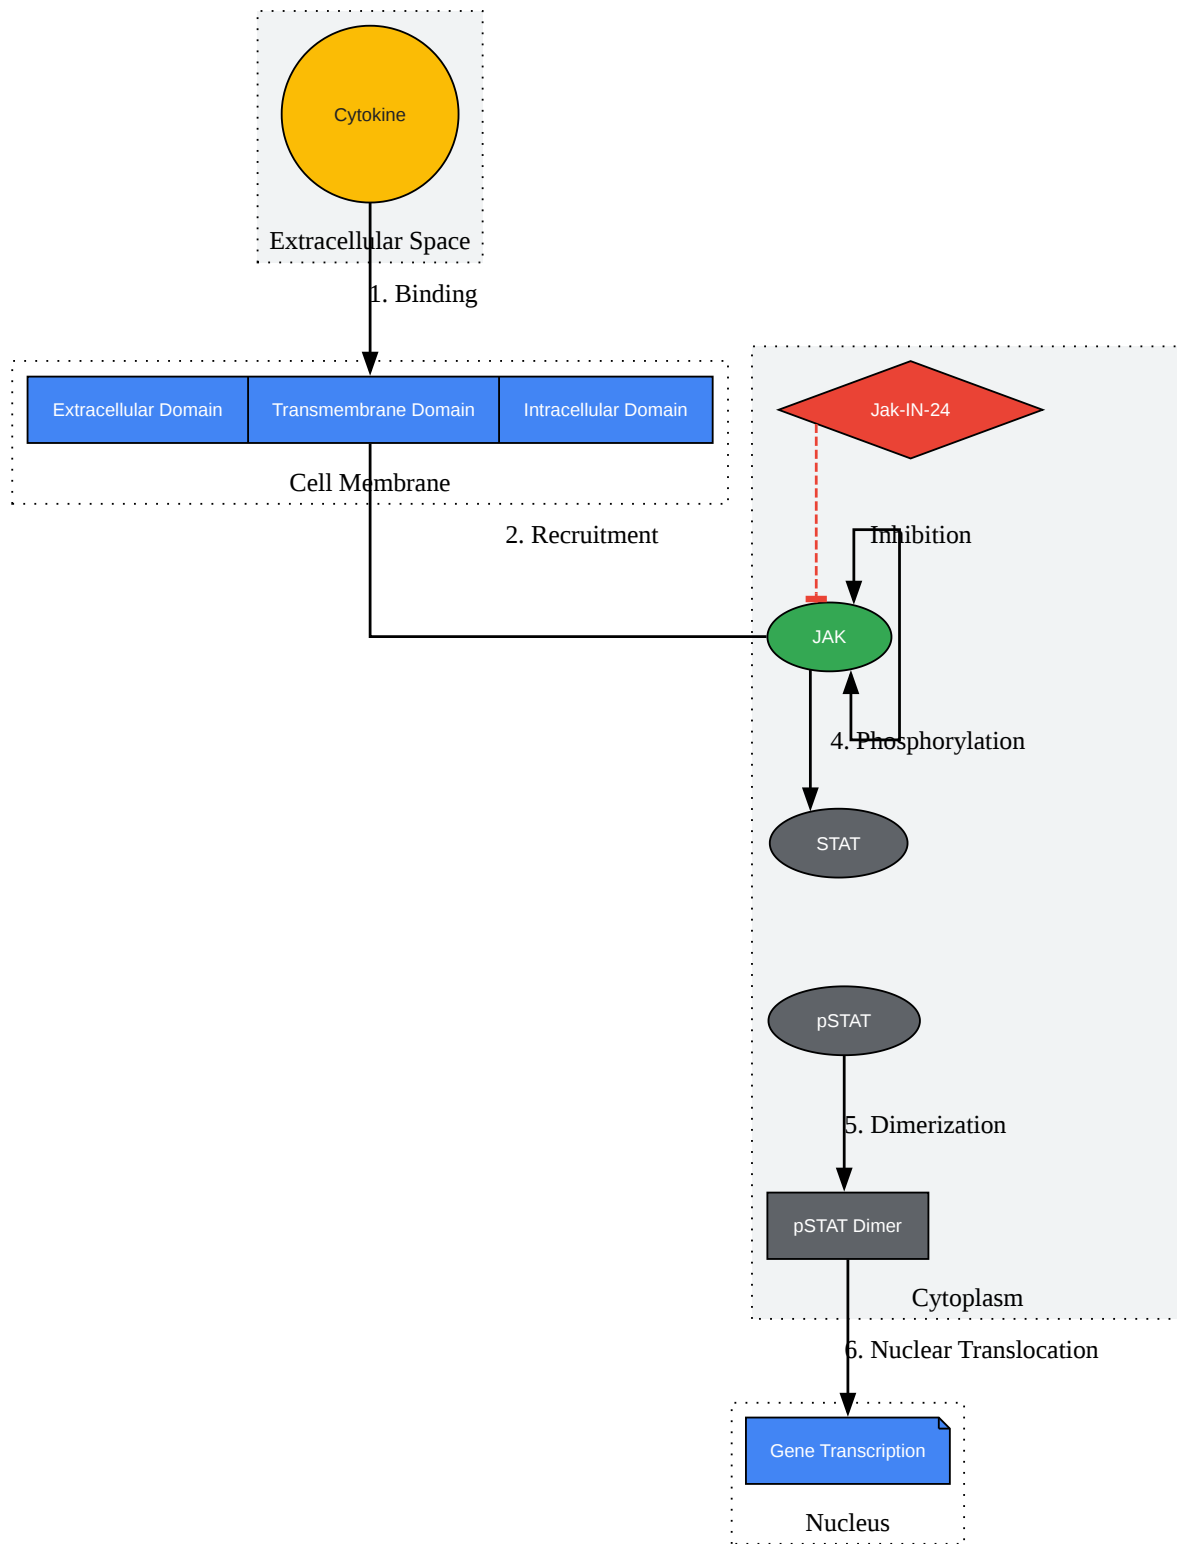 Cytokine
Extracellular Space
1. Binding
Extracellular Domain
Transmembrane Domain
Intracellular Domain
Cell Membrane
Jak-IN-24
2. Recruitment
Inhibition
JAK
4. Phosphorylation
STAT
pSTAT
5. Dimerization
pSTAT Dimer
Cytoplasm
6. Nuclear Translocation
Gene Transcription
Nucleus